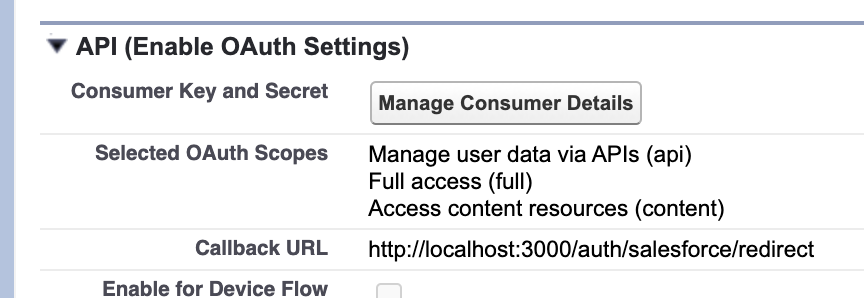 API (Enable OAuth Settings)
Consumer Key and Secret Manage Consumer Details
Selected OAuth Scopes Manage user data via APIs (api)
Full access (full)
Access content resources (content)
Callback URL http://localhost:3000/auth/salesforce/redirect
Enable for Device Flow